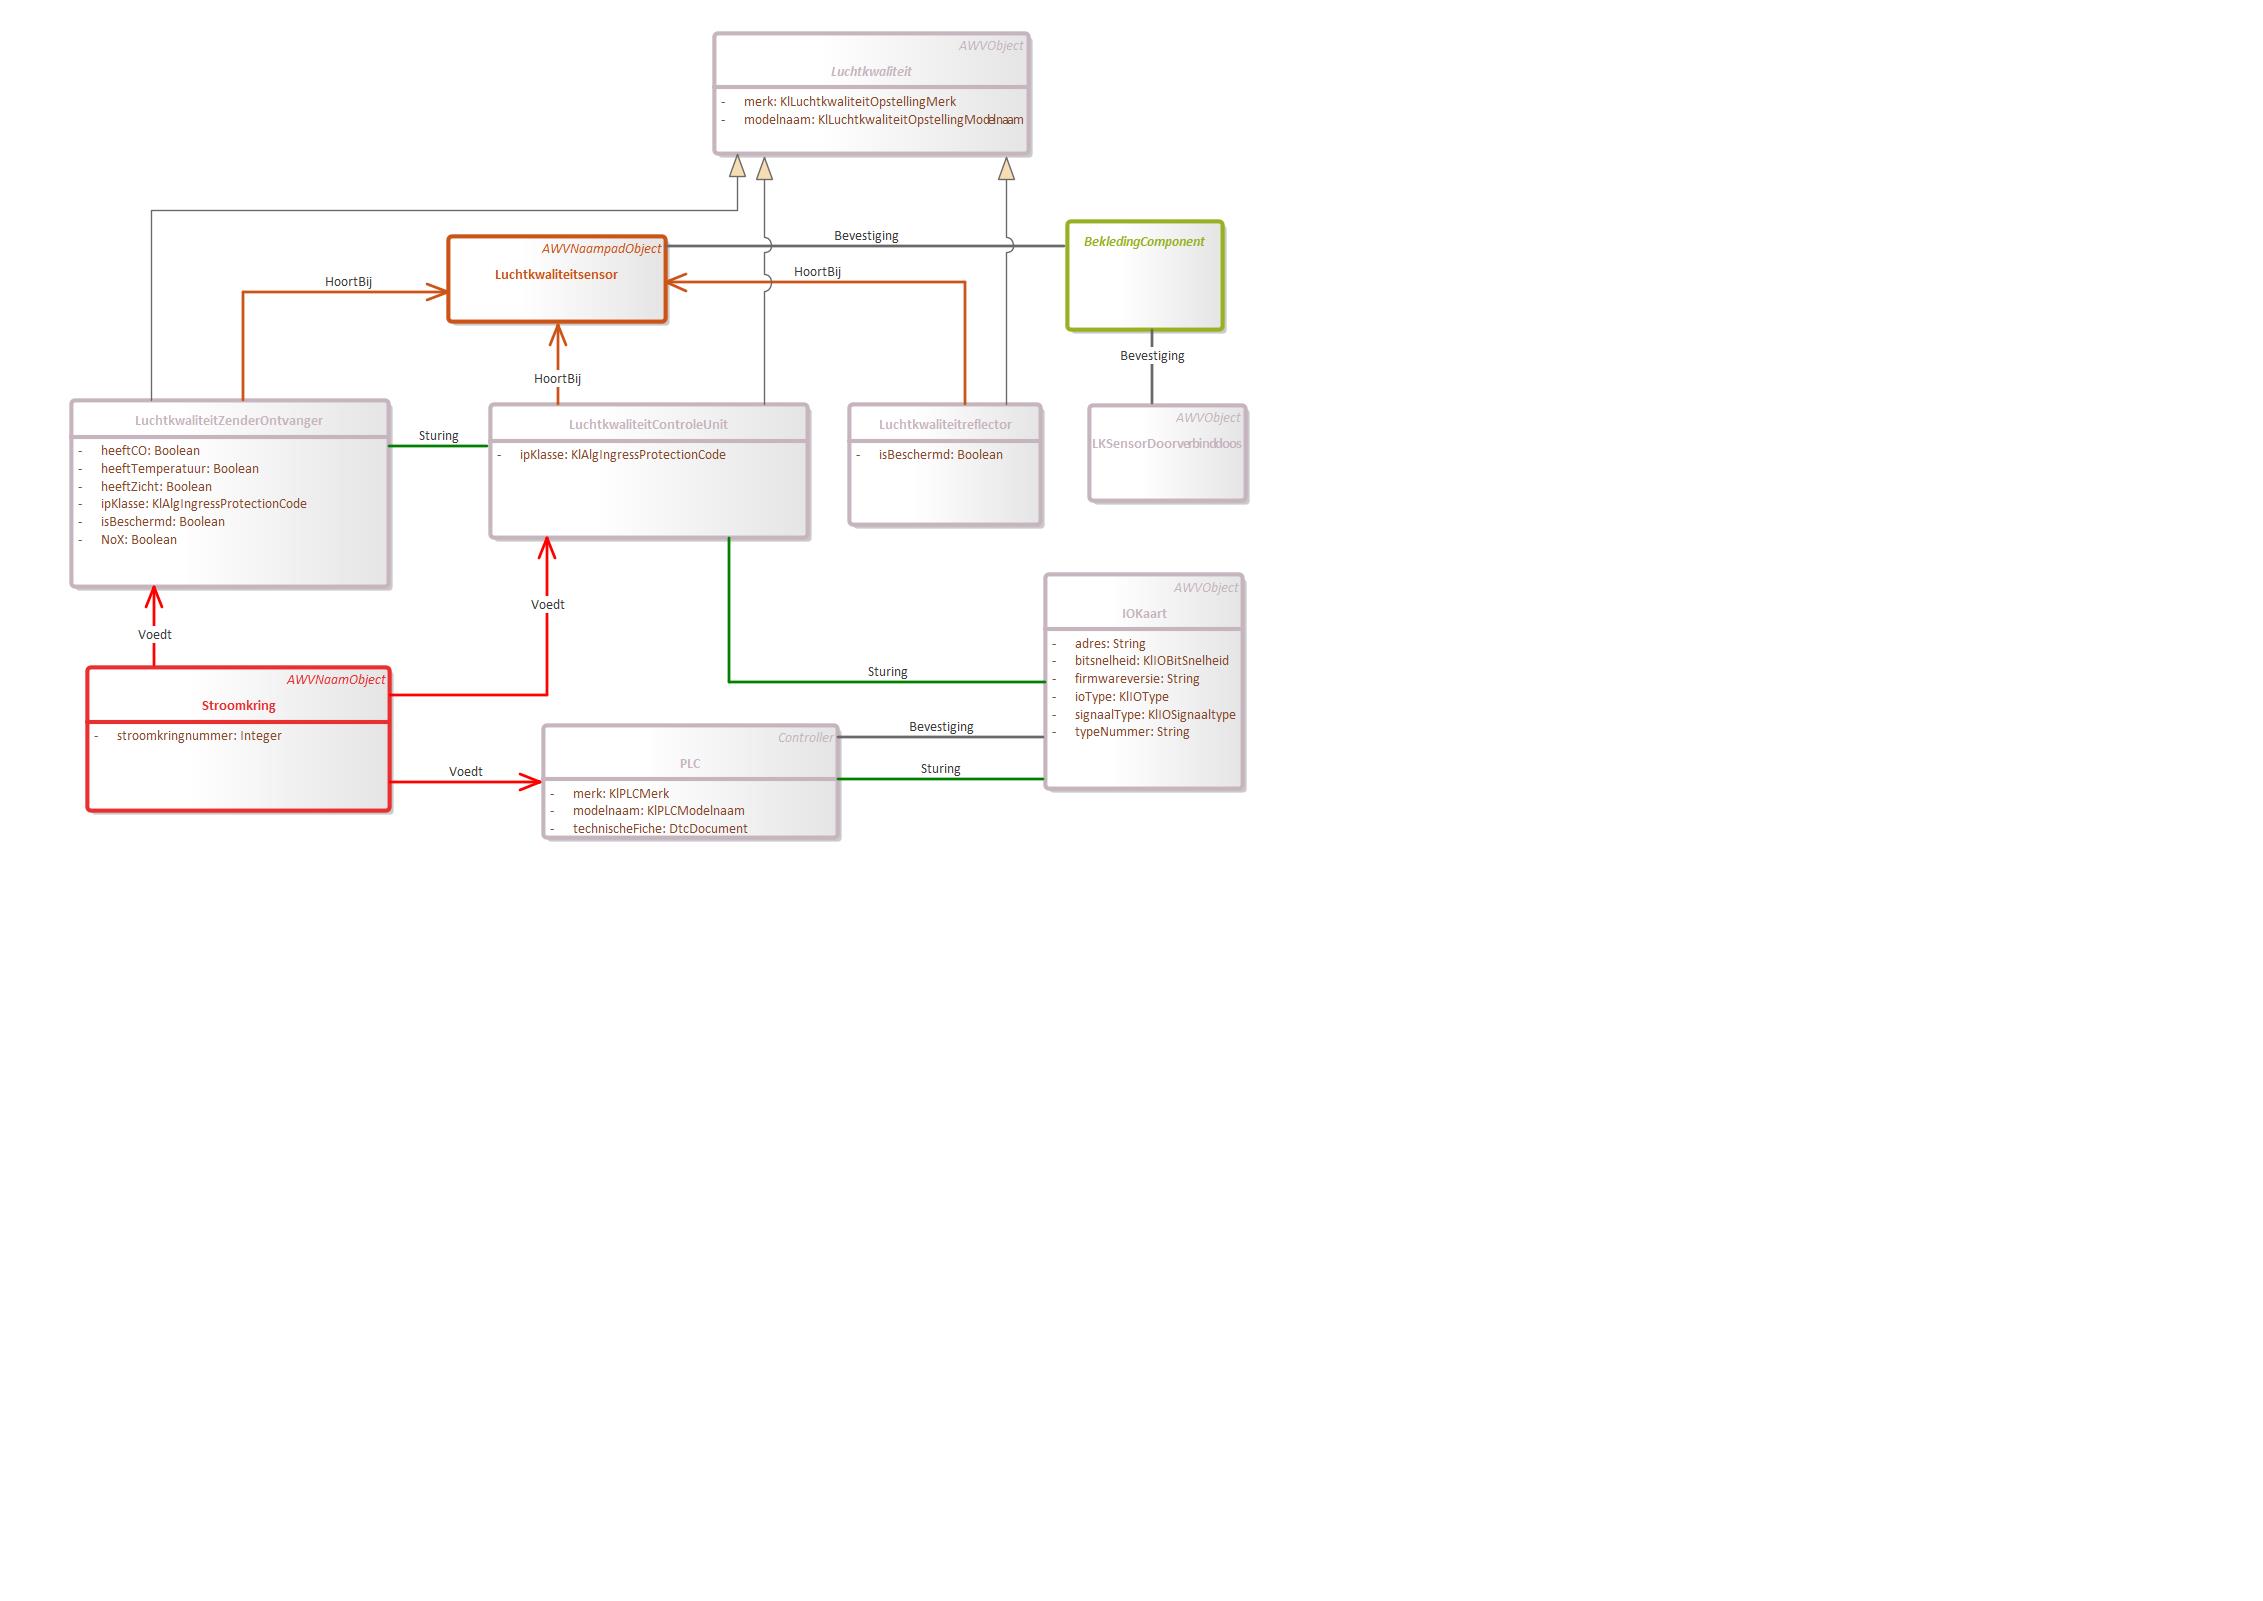 AWVObject
Luchtkwaliteit
- merk: KlLuchtkwaliteitOpstellingMerk
- modelnaam: KlLuchtkwaliteitOpstellingModelnaam
Bevestiging
BekledingComponent
AWVNaampadObject
Luchtkwaliteitsensor
HoortBij
HoortBij
Bevestiging
HoortBij
LuchtkwaliteitZenderOntvanger
- heeftCO: Boolean
- heeftTemperatuur: Boolean
- heeftZicht: Boolean
- ipKlasse: KlAlgIngressProtectionCode
- isBeschermd: Boolean
- NoX: Boolean
Sturing
LuchtkwaliteitControleUnit
- ipKlasse: KlAlgIngressProtectionCode
Luchtkwaliteitreflector
- isBeschermd: Boolean
AWVObject
LKSensorDoorverbinddoos
Voedt
Voedt
AWVObject
IOKaart
- adres: String
- bitsnelheid: KlIOBitSnelheid
- firmwareversie: String
- ioType: KlIOType
- signaalType: KlIOSignaaltype
- typeNummer: String
Sturing
AWVNaamObject
Stroomkring
- stroomkringnummer: Integer
Bevestiging
Sturing
Voedt
Controller
PLC
- merk: KlPLCMerk
- modelnaam: KlPLCModelnaam
- technischeFiche: DtcDocument